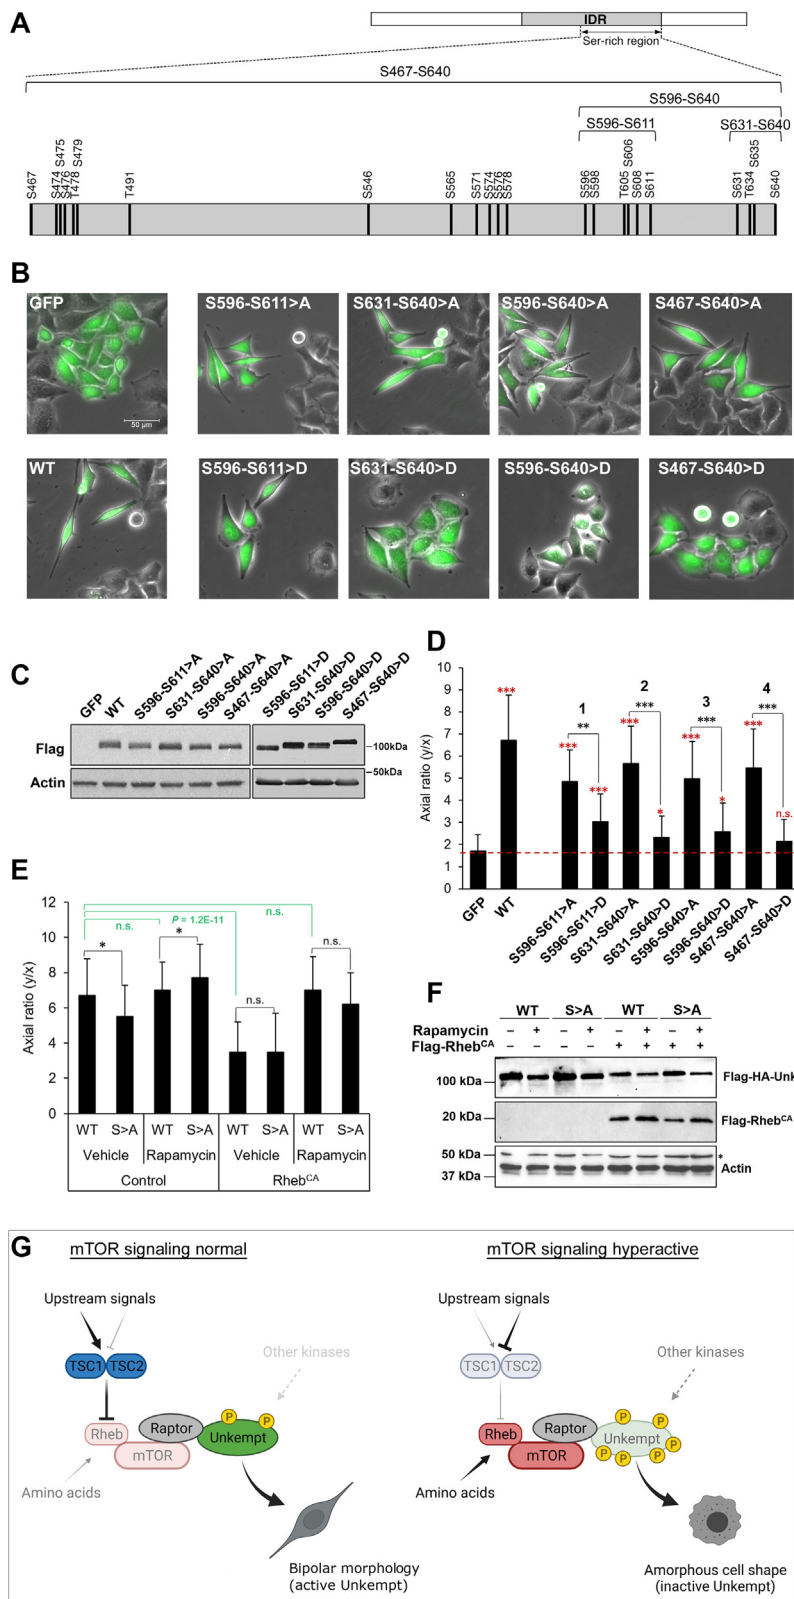 A
IDR
Ser-rich region
S467-S640
S596-S640
S596-S611
S631-S640
S467
S474
S475
S476
T478
S479
T491
S546
S565
S571
S574
S576
S578
S596
S598
T605
S606
S608
S611
S631
T634
S635
S640
B
GFP
S596-S611>A
S631-S640>A
S596-S640>A
S467-S640>A
50 µm
WT
S596-S611>D
S631-S640>D
S596-S640>D
S467-S640>D
C
GFP
WT
S596-S611>A
S631-S640>A
S596-S640>A
S467-S640>A
S596-S611>D
S631-S640>D
S596-S640>D
S467-S640>D
Flag
100kDa
50kDa
Actin
D
Axial ratio (y/x)
10
9
8
7
6
5
4
3
2
1
0
***
1
2
3
4
**
***
***
***
***
***
***
*
***
*
***
n.s.
GFP
WT
S596-S611>A
S596-S611>D
S631-S640>A
S631-S640>D
S596-S640>A
S596-S640>D
S467-S640>A
S467-S640>D
E
Axial ratio (y/x)
12
10
8
6
4
2
0
n.s.
P = 1.2E-11
n.s.
*
*
n.s.
n.s.
WT S>A WT S>A WT S>A WT S>A
Vehicle Rapamycin Vehicle Rapamycin
Control Rheb^CA
F
WT S>A WT S>A
Rapamycin – + – + – + – +
Flag-Rheb^CA – – – – + + + +
100 kDa
Flag-HA-Unk
20 kDa
Flag-Rheb^CA
50 kDa
*
37 kDa
Actin
G
mTOR signaling normal
mTOR signaling hyperactive
Upstream signals
Upstream signals
TSC1 TSC2
TSC1 TSC2
Other kinases
Other kinases
P P
P P P P P P
Rheb Raptor Unkempt
Rheb Raptor Unkempt
mTOR
mTOR
Amino acids
Amino acids
Bipolar morphology
(active Unkempt)
Amorphous cell shape
(inactive Unkempt)